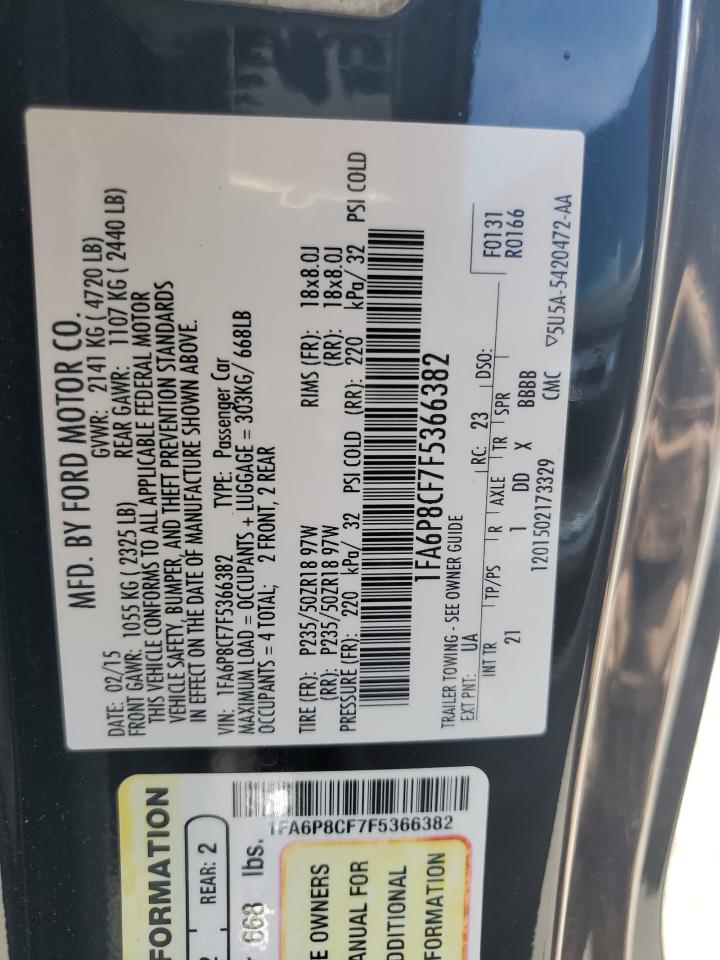 MFD. BY FORD MOTOR CO.
DATE: 02/15 GVWR: 2141 KG ( 4720 LB)
FRONT GAWR: 1055 KG ( 2325 LB) REAR GAWR: 1107 KG ( 2440 LB)
THIS VEHICLE CONFORMS TO ALL APPLICABLE FEDERAL MOTOR
VEHICLE SAFETY, BUMPER, AND THEFT PREVENTION STANDARDS
IN EFFECT ON THE DATE OF MANUFACTURE SHOWN ABOVE.
VIN: 1FA6P8CF7F5366382 TYPE: Passenger Car
MAXIMUM LOAD = OCCUPANTS + LUGGAGE = 303KG/ 668LB
OCCUPANTS = 4 TOTAL: 2 FRONT, 2 REAR
TIRE (FR): P235/50ZR18 97W RIMS (FR): 18x8.0J
(RR): P235/50ZR18 97W (RR): 18x8.0J
PRESSURE (FR): 220 kPa/ 32 PSI COLD (RR): 220 kPa/ 32 PSI COLD
1FA6P8CF7F5366382
TRAILER TOWING - SEE OWNER GUIDE
F0131
R0166
EXT PNT: UA RC: 23 DSO:
INT TR TP/PS R AXLE TR SPR
21 1 DD X BBBB
1201502173329 CMC ▽5U5A-5420472-AA
1FA6P8CF7F5366382
FORMATION
REAR: 2
2
668 lbs.
E OWNERS
ANUAL FOR
DDITIONAL
FORMATION